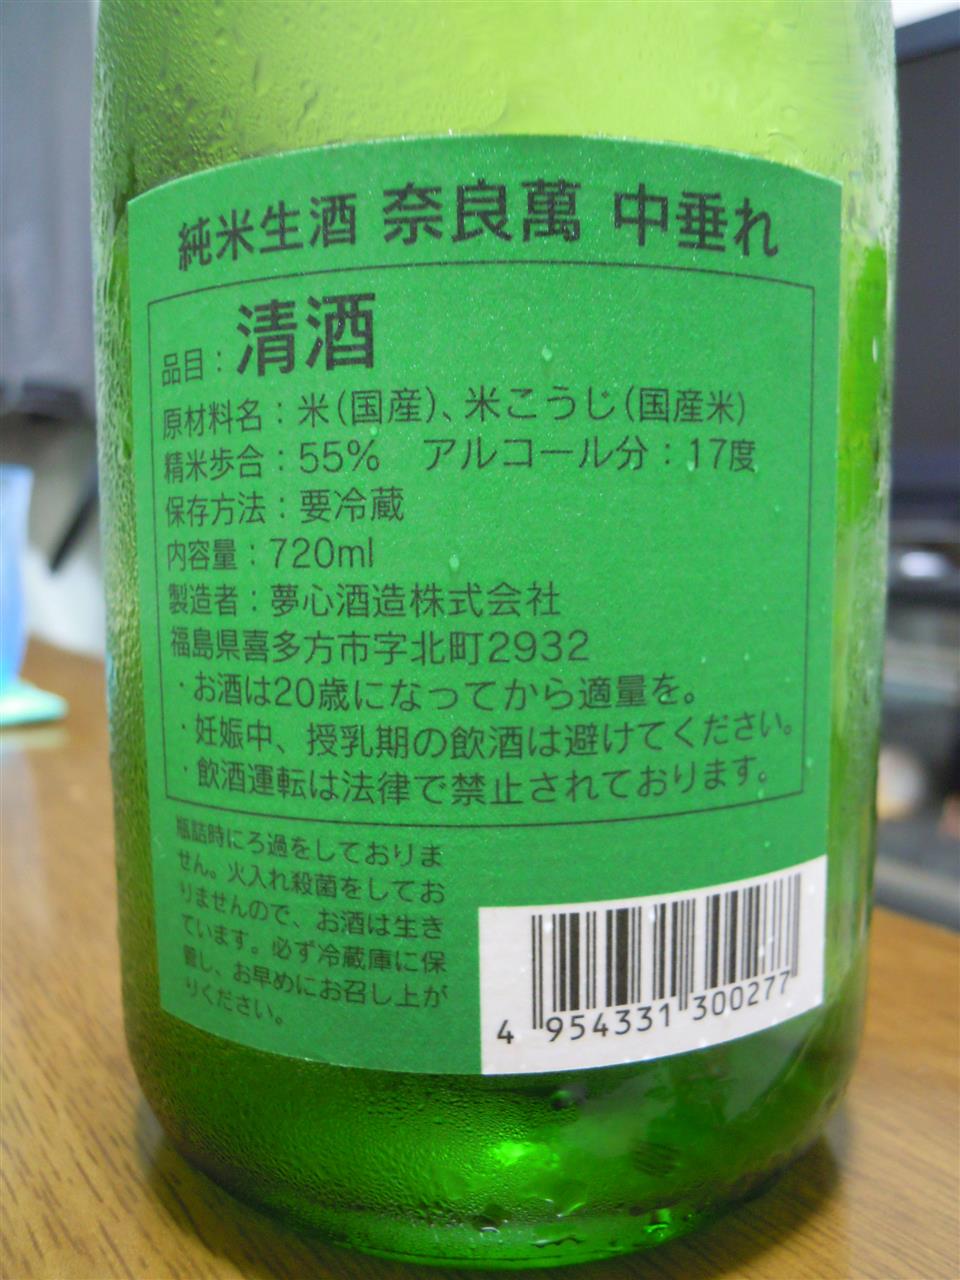 純米生酒 奈良萬 中垂れ
品目：清酒
原材料名：米(国産)、米こうじ(国産米)
精米歩合：55%　アルコール分：17度
保存方法：要冷蔵
内容量：720ml
製造者：夢心酒造株式会社
福島県喜多方市字北町2932
・お酒は20歳になってから適量を。
・妊娠中、授乳期の飲酒は避けてください。
・飲酒運転は法律で禁止されております。
瓶詰時にろ過をしておりま
せん。火入れ殺菌をしてお
りませんので、お酒は生き
ています。必ず冷蔵庫に保
管し、お早めにお召し上が
りください。
4 954331 300277